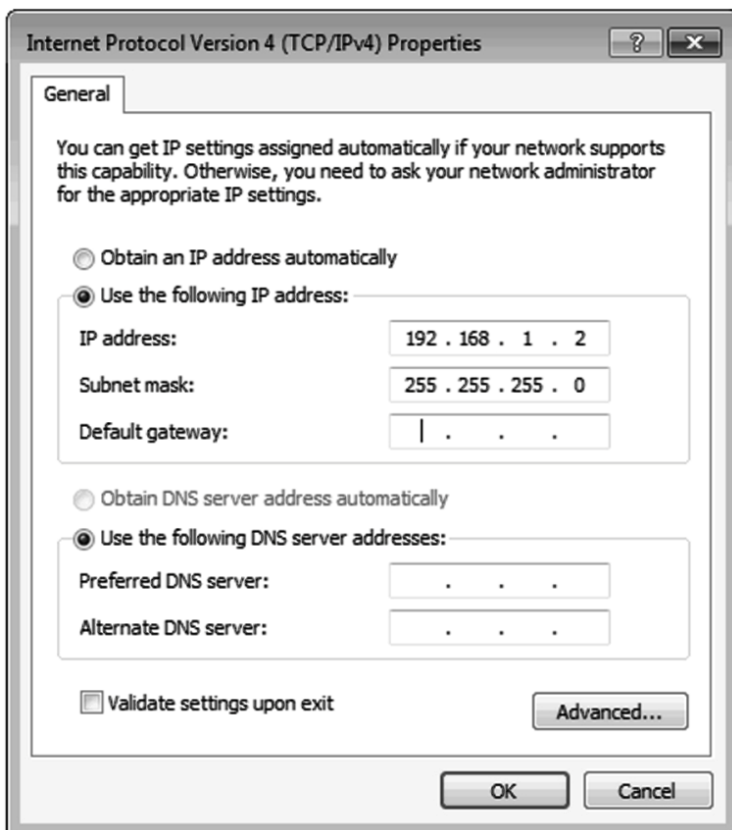 Internet Protocol Version 4 (TCP/IPv4) Properties
?
General
You can get IP settings assigned automatically if your network supports
this capability. Otherwise, you need to ask your network administrator
for the appropriate IP settings.
Obtain an IP address automatically
Use the following IP address:
IP address: 192 . 168 . 1 . 2
Subnet mask: 255 . 255 . 255 . 0
Default gateway: . . .
Obtain DNS server address automatically
Use the following DNS server addresses:
Preferred DNS server: . . .
Alternate DNS server: . . .
Validate settings upon exit
Advanced...
OK Cancel